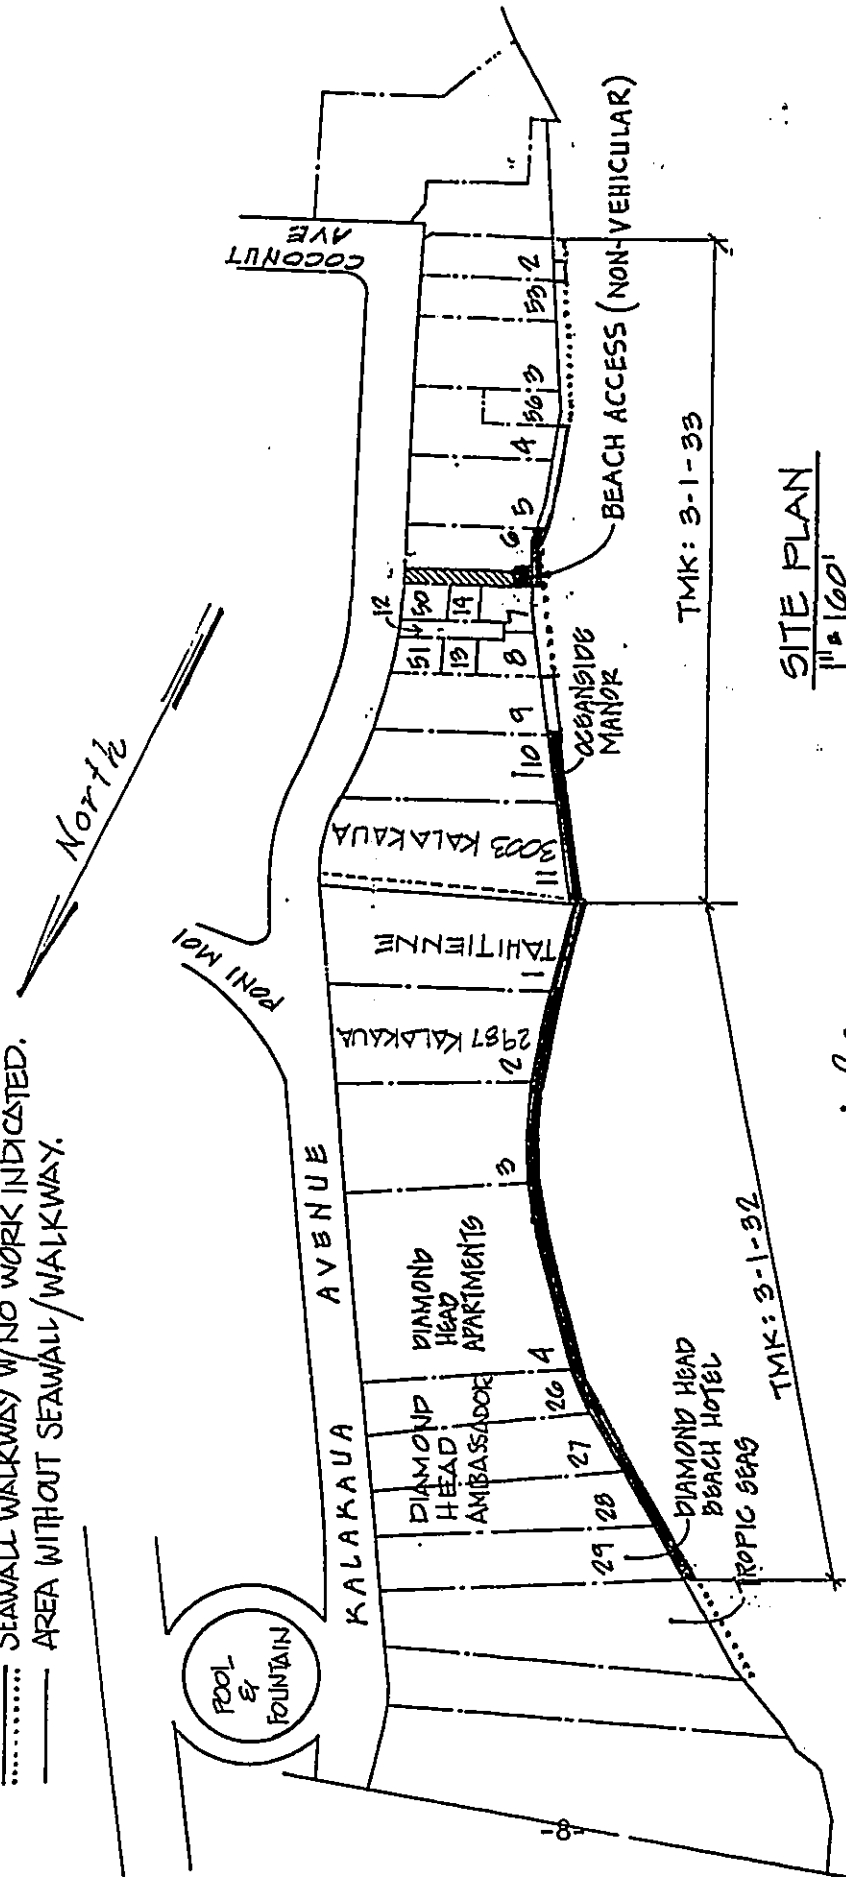 SEAWALL WALKWAY W/NO WORK INDICATED.
AREA WITHOUT SEAWALL/WALKWAY.
North
POOL
&
FOUNTAIN
KALAKAUA AVENUE
PONI MOI
COCONUT
AVE
DIAMOND
HEAD
AMBASSADOR
DIAMOND
HEAD
APARTMENTS
2987 KALAKAUA
TAHITIENNE
3003 KALAKAUA
29
28
27
26
4
3
2
1
11
10
9
8
7
51
13
12
50
14
6
5
4
56
3
53
2
TROPIC SEAS
DIAMOND HEAD
BEACH HOTEL
OCEANSIDE
MANOR
BEACH ACCESS (NON-VEHICULAR)
TMK: 3-1-32
TMK: 3-1-33
SITE PLAN
1" = 160'
-8-